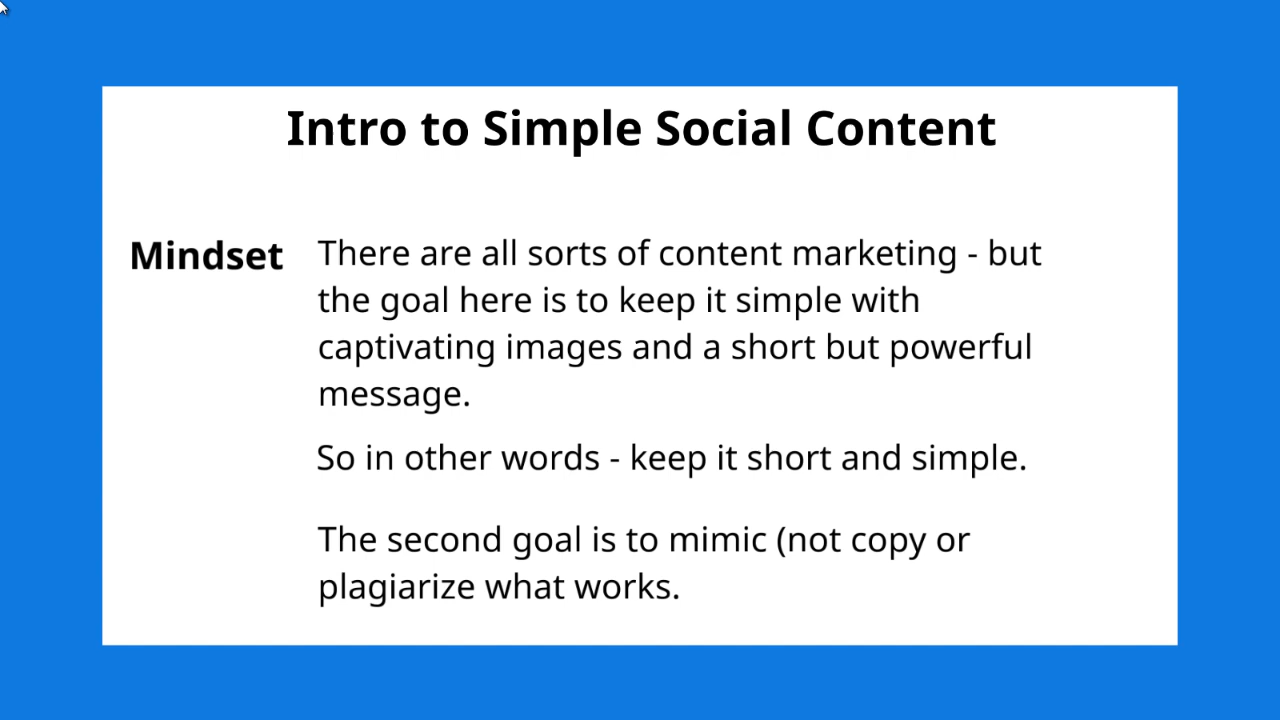 Intro to Simple Social Content
Mindset
There are all sorts of content marketing - but
the goal here is to keep it simple with
captivating images and a short but powerful
message.
So in other words - keep it short and simple.
The second goal is to mimic (not copy or
plagiarize what works.